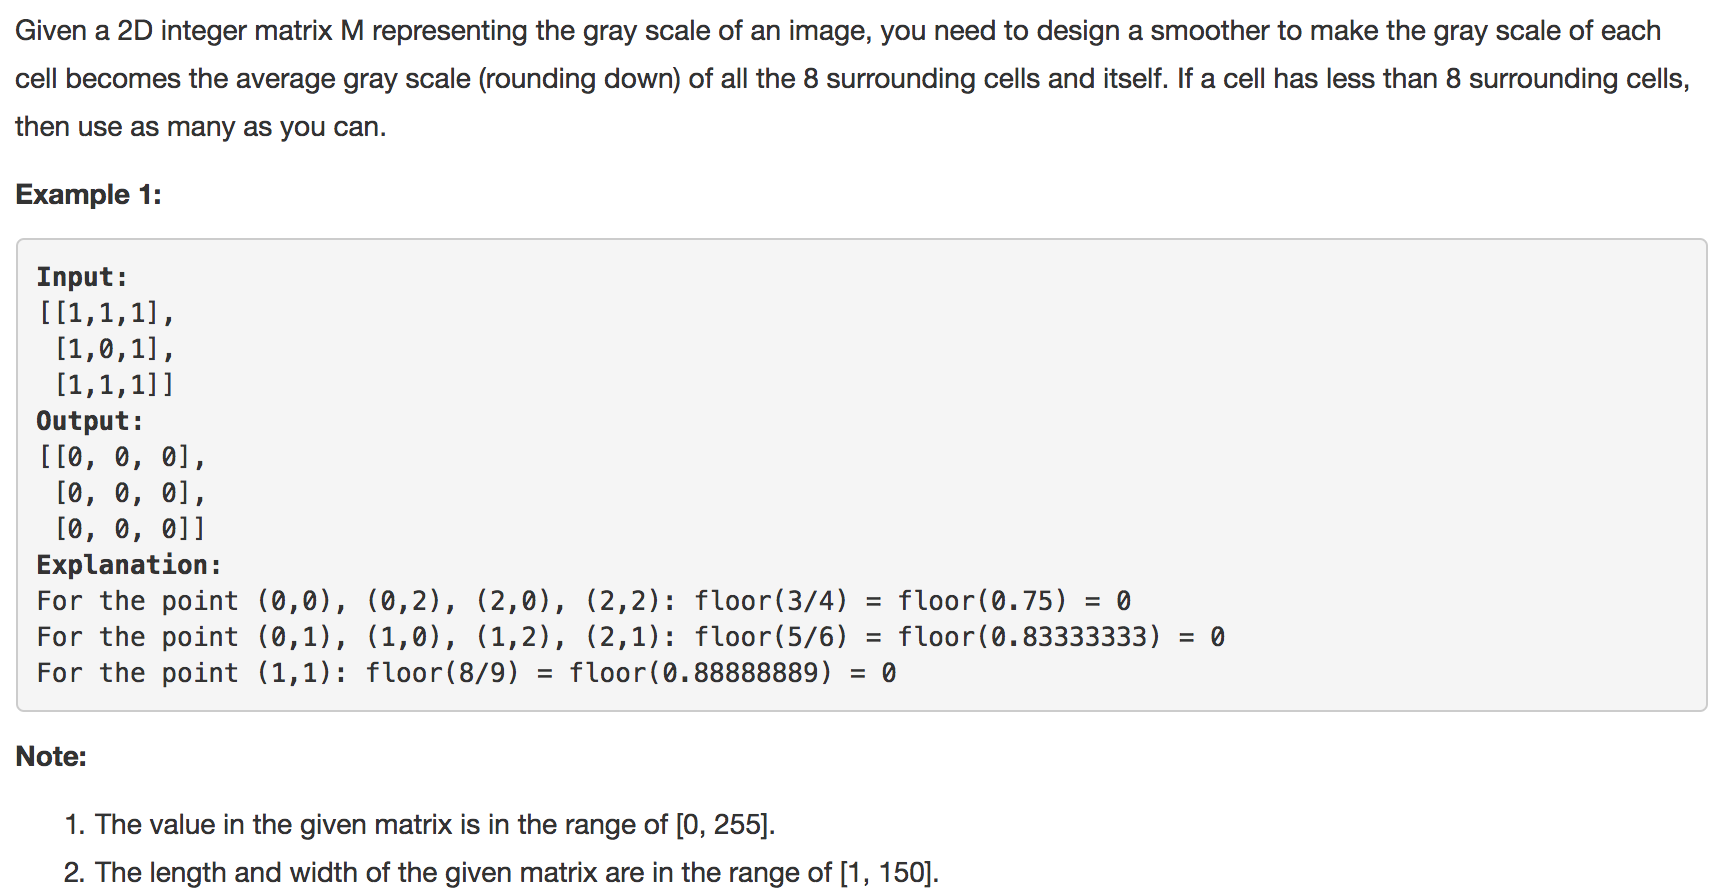 Given a 2D integer matrix M representing the gray scale of an image, you need to design a smoother to make the gray scale of each
cell becomes the average gray scale (rounding down) of all the 8 surrounding cells and itself. If a cell has less than 8 surrounding cells,
then use as many as you can.
Example 1:
Input:
[[1,1,1],
 [1,0,1],
 [1,1,1]]
Output:
[[0, 0, 0],
 [0, 0, 0],
 [0, 0, 0]]
Explanation:
For the point (0,0), (0,2), (2,0), (2,2): floor(3/4) = floor(0.75) = 0
For the point (0,1), (1,0), (1,2), (2,1): floor(5/6) = floor(0.83333333) = 0
For the point (1,1): floor(8/9) = floor(0.88888889) = 0
Note:
1. The value in the given matrix is in the range of [0, 255].
2. The length and width of the given matrix are in the range of [1, 150].